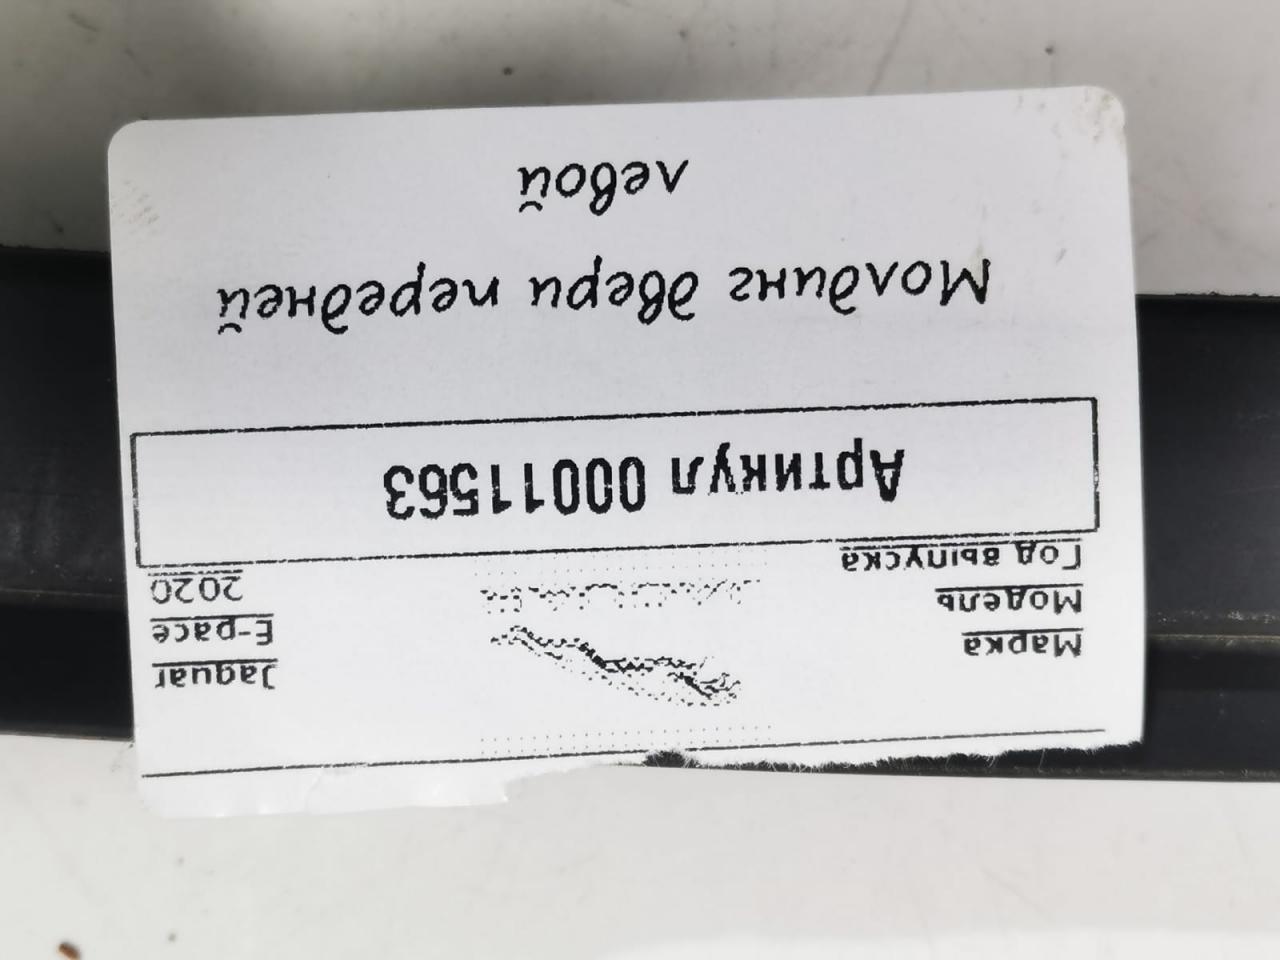 Марка Jaguar
Модель E-pace
Год выпуска 2020
Артикул 00011563
Молдинг двери передней
левой